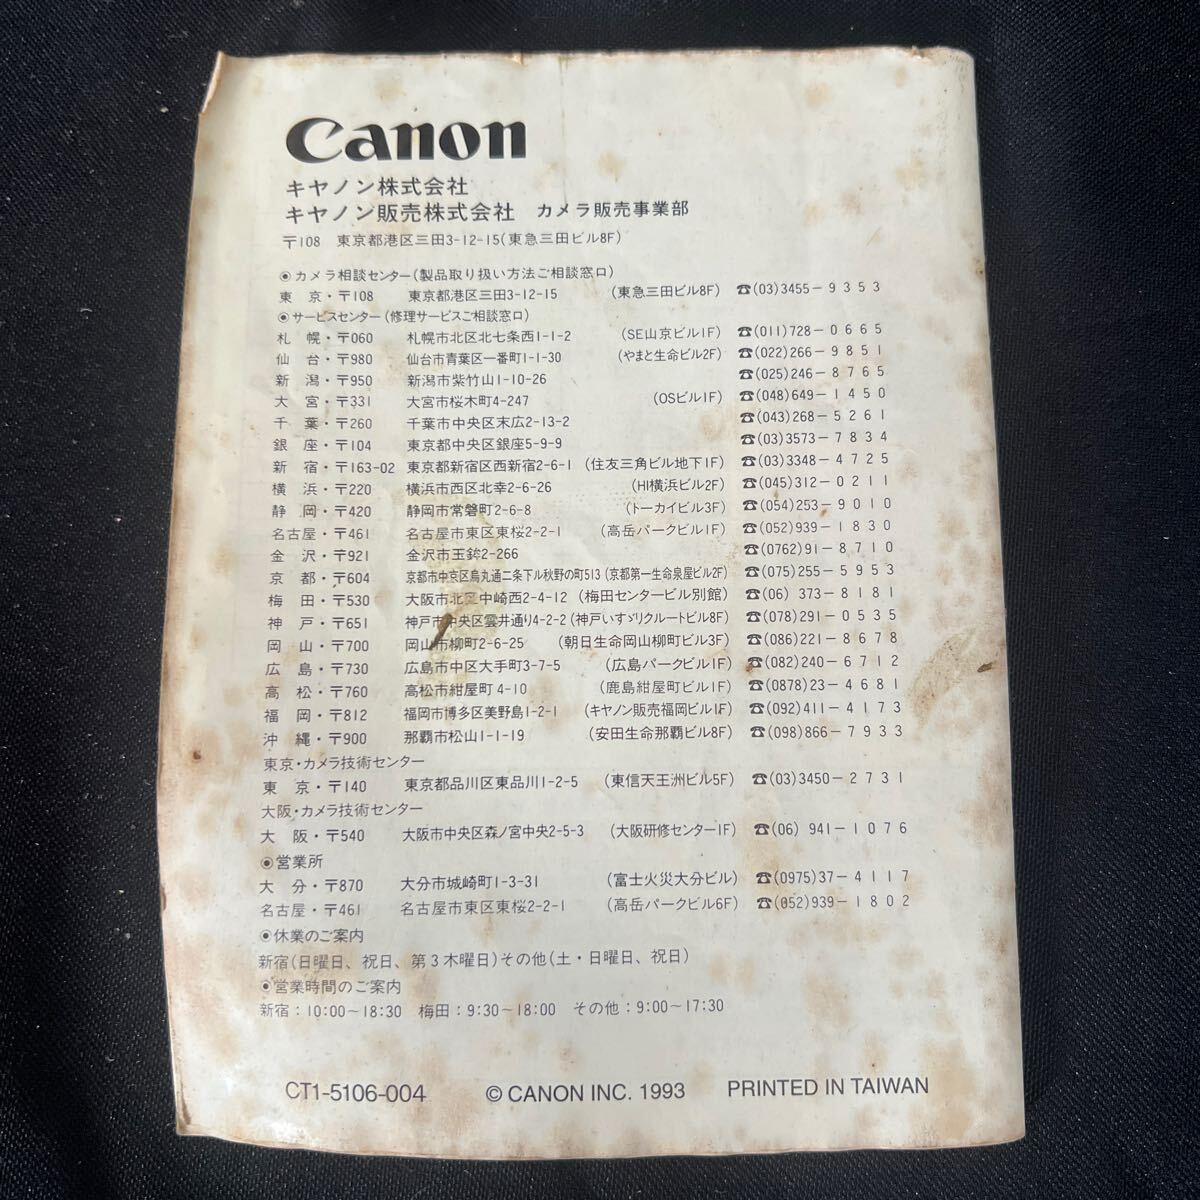 Canon
キヤノン株式会社
キヤノン販売株式会社 カメラ販売事業部
〒108 東京都港区三田3-12-15(東急三田ビル8F)
◉カメラ相談センター(製品取り扱い方法ご相談窓口)
東京・〒108 東京都港区三田3-12-15 (東急三田ビル8F) ☎(03)3455-9353
◉サービスセンター(修理サービスご相談窓口)
札幌・〒060 札幌市北区北七条西1-1-2 (SE山京ビル1F) ☎(011)728-0665
仙台・〒980 仙台市青葉区一番町1-1-30 (やまと生命ビル2F) ☎(022)266-9851
新潟・〒950 新潟市紫竹山1-10-26 ☎(025)246-8765
大宮・〒331 大宮市桜木町4-247 (OSビル1F) ☎(048)649-1450
千葉・〒260 千葉市中央区末広2-13-2 ☎(043)268-5261
銀座・〒104 東京都中央区銀座5-9-9 ☎(03)3573-7834
新宿・〒163-02 東京都新宿区西新宿2-6-1 (住友三角ビル地下1F) ☎(03)3348-4725
横浜・〒220 横浜市西区北幸2-6-26 (HI横浜ビル2F) ☎(045)312-0211
静岡・〒420 静岡市常磐町2-6-8 (トーカイビル3F) ☎(054)253-9010
名古屋・〒461 名古屋市東区東桜2-2-1 (高岳パークビル1F) ☎(052)939-1830
金沢・〒921 金沢市玉鉾2-266 ☎(0762)91-8710
京都・〒604 京都市中京区烏丸通二条下ル秋野の町513 (京都第一生命泉屋ビル2F) ☎(075)255-5953
梅田・〒530 大阪市北区中崎西2-4-12 (梅田センタービル別館) ☎(06)373-8181
神戸・〒651 神戸市中央区雲井通り4-2-2 (神戸いすゞリクルートビル8F) ☎(078)291-0535
岡山・〒700 岡山市柳町2-6-25 (朝日生命岡山柳町ビル3F) ☎(086)221-8678
広島・〒730 広島市中区大手町3-7-5 (広島パークビル1F) ☎(082)240-6712
高松・〒760 高松市紺屋町4-10 (鹿島紺屋町ビル1F) ☎(0878)23-4681
福岡・〒812 福岡市博多区美野島1-2-1 (キヤノン販売福岡ビル1F) ☎(092)411-4173
沖縄・〒900 那覇市松山1-1-19 (安田生命那覇ビル8F) ☎(098)866-7933
東京・カメラ技術センター
東京・〒140 東京都品川区東品川1-2-5 (東信天王洲ビル5F) ☎(03)3450-2731
大阪・カメラ技術センター
大阪・〒540 大阪市中央区森ノ宮中央2-5-3 (大阪研修センター1F) ☎(06)941-1076
◉営業所
大分・〒870 大分市城崎町1-3-31 (富士火災大分ビル) ☎(0975)37-4117
名古屋・〒461 名古屋市東区東桜2-2-1 (高岳パークビル6F) ☎(052)939-1802
◉休業のご案内
新宿(日曜日、祝日、第3木曜日)その他(土・日曜日、祝日)
◉営業時間のご案内
新宿：10:00～18:30 梅田：9:30～18:00 その他：9:00～17:30
CT1-5106-004 © CANON INC. 1993 PRINTED IN TAIWAN